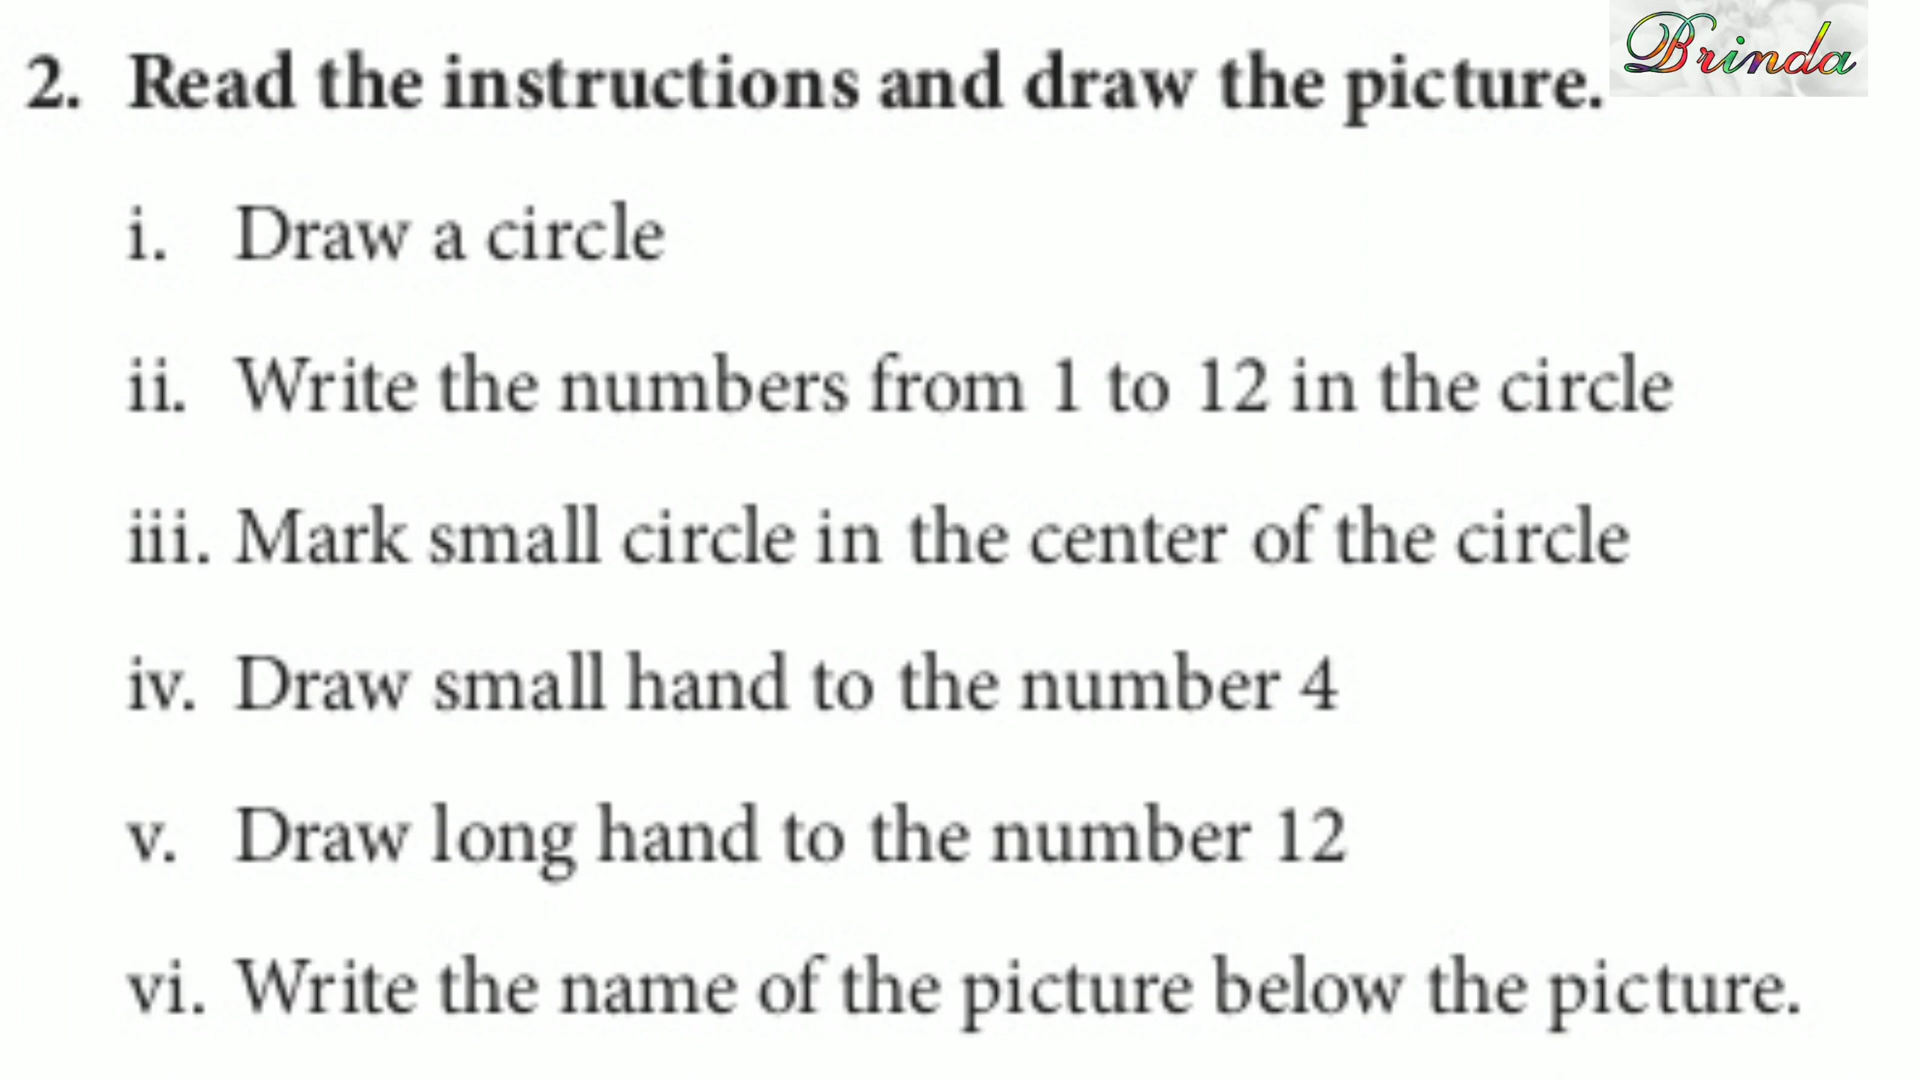 2. Read the instructions and draw the picture.
Brinda
i. Draw a circle
ii. Write the numbers from 1 to 12 in the circle
iii. Mark small circle in the center of the circle
iv. Draw small hand to the number 4
v. Draw long hand to the number 12
vi. Write the name of the picture below the picture.